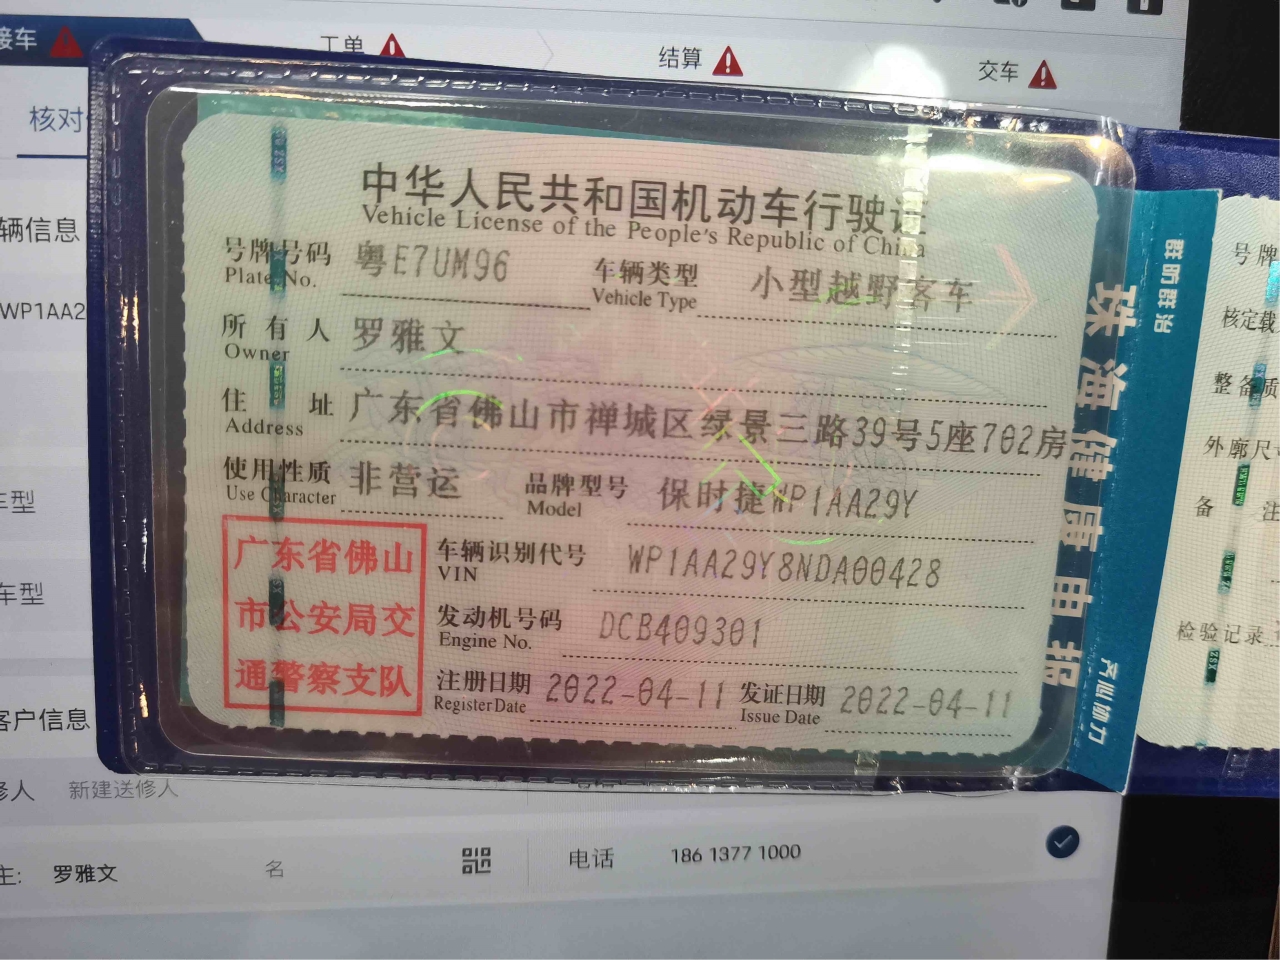 接车
工单
结算
交车
核对
辆信息
WP1AA2
车型
车型
客户信息
修人 新建送修人
主: 罗雅文 名 电话 186 1377 1000
中华人民共和国机动车行驶证
Vehicle License of the People's Republic of China
号牌号码 粤E7UM96 车辆类型 小型越野客车
Plate No. Vehicle Type
所有人 罗雅文
Owner
住址 广东省佛山市禅城区绿景三路39号5座702房
Address
使用性质 非营运 品牌型号 保时捷WP1AA29Y
Use Character Model
广东省佛山
市公安局交
通警察支队
车辆识别代号 WP1AA29Y8NDA00428
VIN
发动机号码 DCB409301
Engine No.
注册日期 2022-04-11 发证日期 2022-04-11
Register Date Issue Date
珠海健康电报
群防群治
齐心协力
号牌
核定载
整备质
外廓尺
备注
检验记录